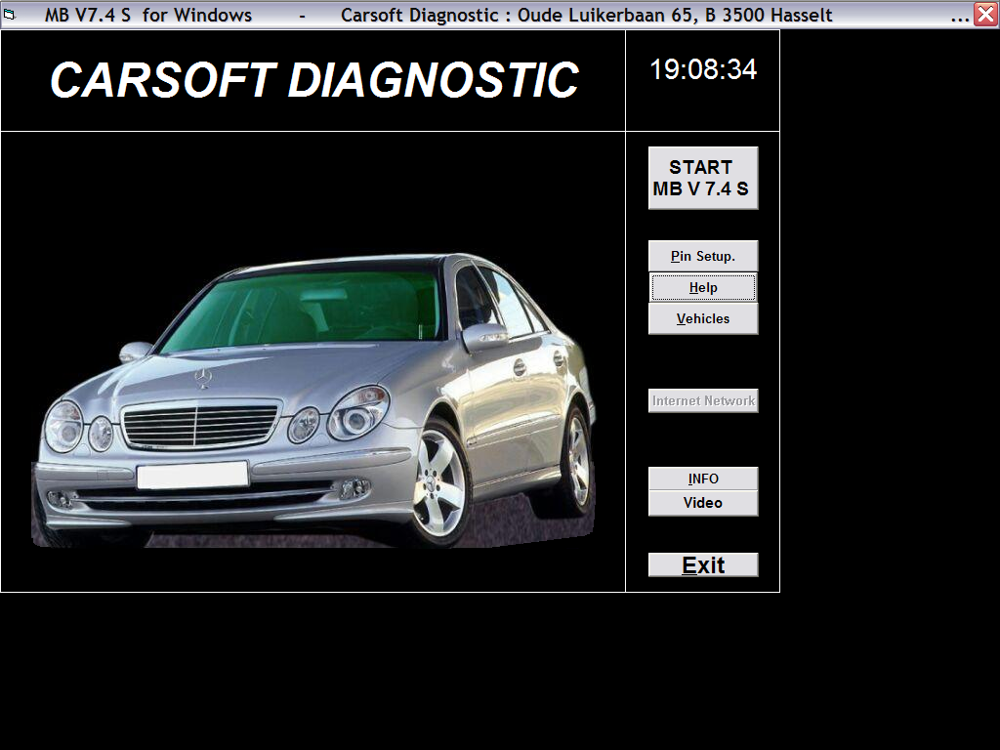 MB V7.4 S for Windows - Carsoft Diagnostic : Oude Luikerbaan 65, B 3500 Hasselt ...
CARSOFT DIAGNOSTIC
19:08:34
START
MB V 7.4 S
Pin Setup.
Help
Vehicles
Internet Network
INFO
Video
Exit